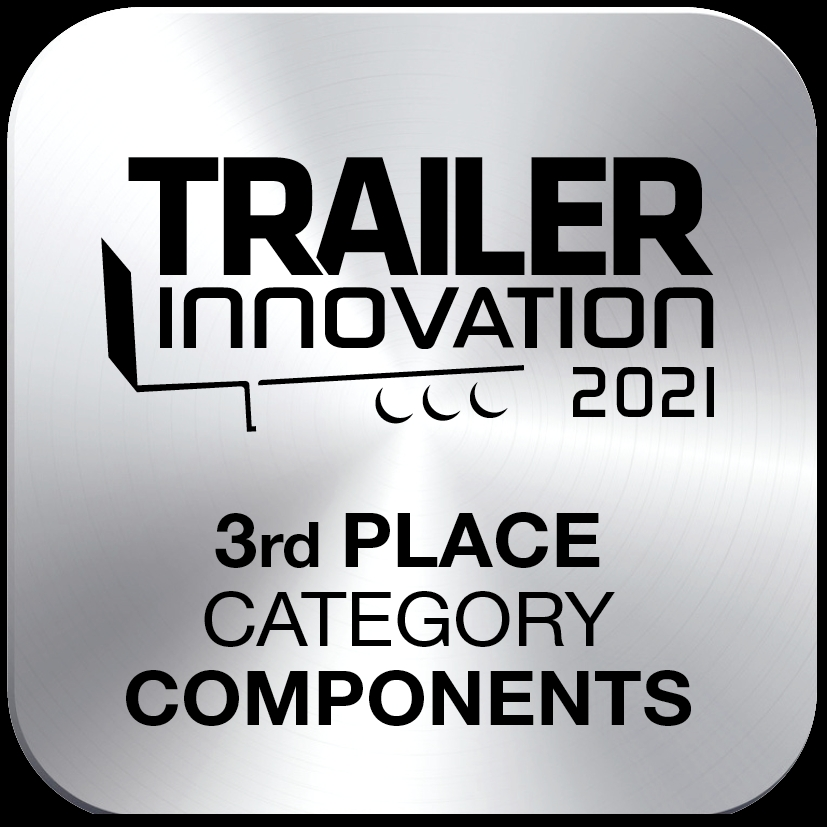 TRAILER
INNOVATION
2021
3rd PLACE
CATEGORY
COMPONENTS